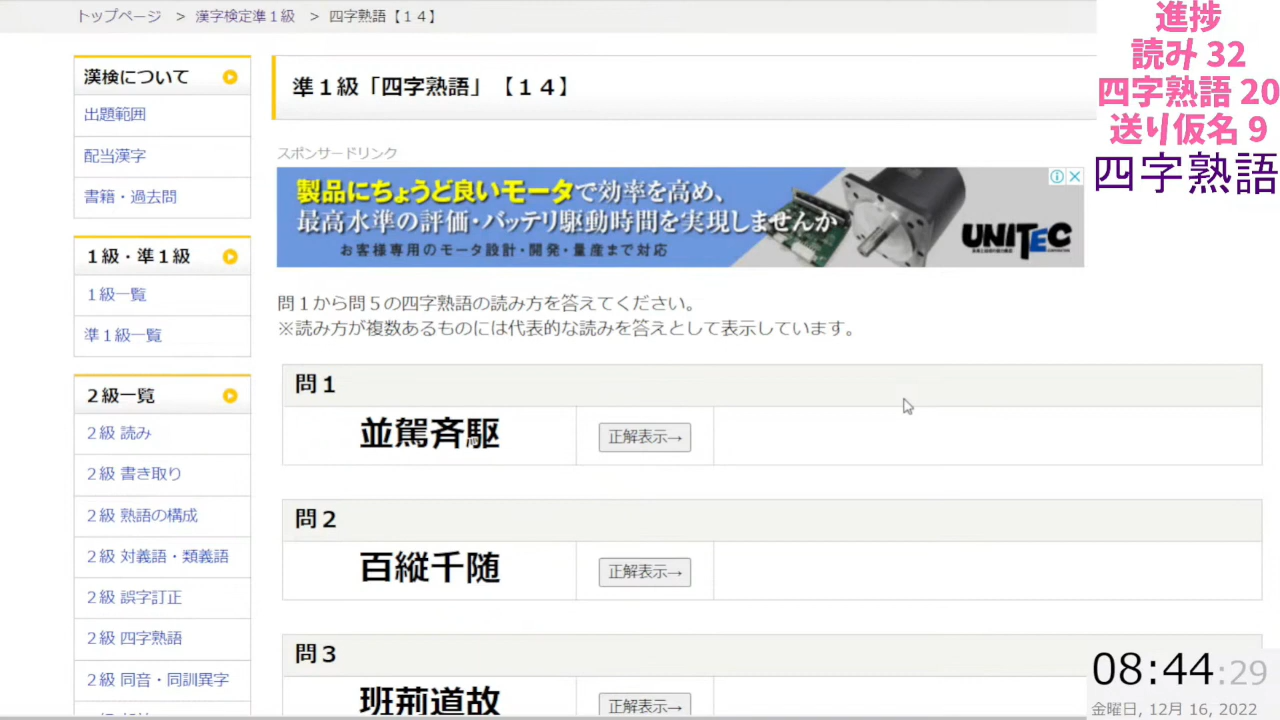 トップページ > 漢字検定準１級 > 四字熟語【１４】
進捗
読み 32
四字熟語 20
送り仮名 9
四字熟語
漢検について
出題範囲
配当漢字
書籍・過去問
１級・準１級
１級一覧
準１級一覧
２級一覧
２級 読み
２級 書き取り
２級 熟語の構成
２級 対義語・類義語
２級 誤字訂正
２級 四字熟語
２級 同音・同訓異字
準１級「四字熟語」【１４】
スポンサードリンク
製品にちょうど良いモータで効率を高め、
最高水準の評価・バッテリ駆動時間を実現しませんか
お客様専用のモータ設計・開発・量産まで対応
UNITEC
問１から問５の四字熟語の読み方を答えてください。
※読み方が複数あるものには代表的な読みを答えとして表示しています。
問１
並駕斉駆
正解表示→
問２
百縦千随
正解表示→
問３
班荊道故
正解表示→
08:44:29
金曜日, 12月 16, 2022